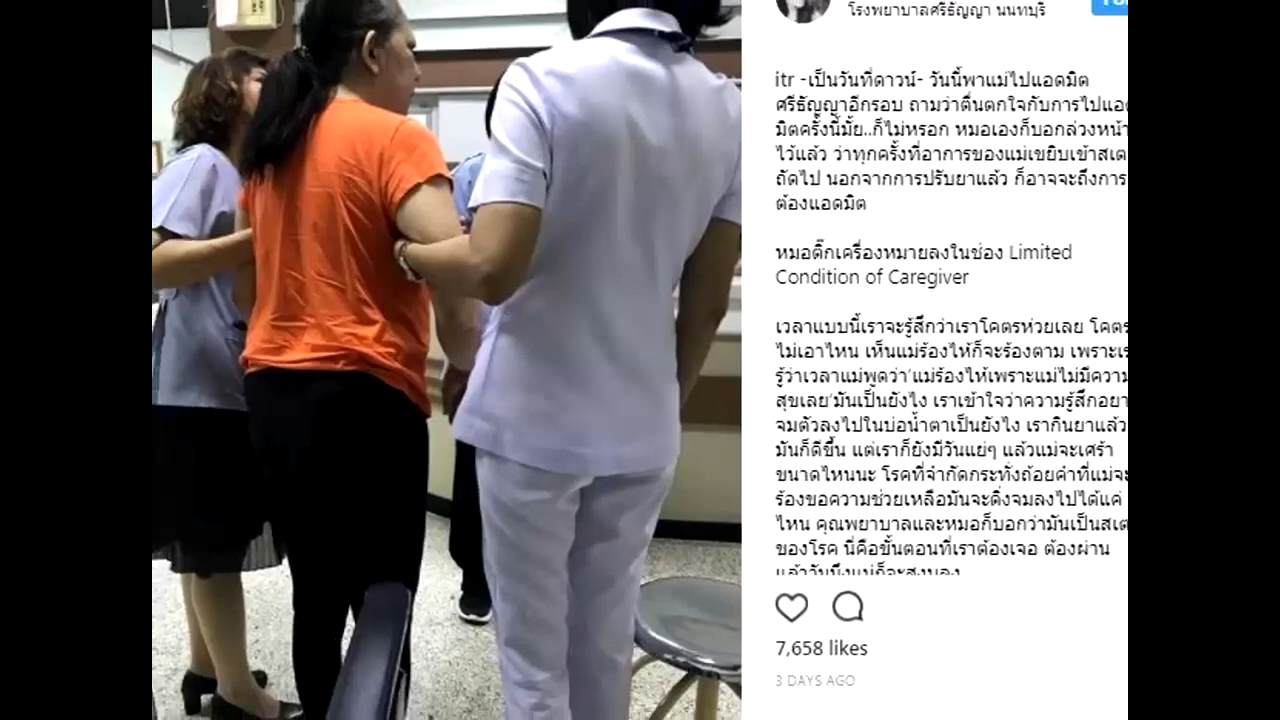 โรงพยาบาลศรีธัญญา นนทบุรี
itr -เป็นวันที่ดาวน์- วันนี้พาแม่ไปแอดมิต
ศรีธัญญาอีกรอบ ถามว่าตื่นตกใจกับการไปแอด
มิตครั้งนี้มั้ย..ก็ไม่หรอก หมอเองก็บอกล่วงหน้า
ไว้แล้ว ว่าทุกครั้งที่อาการของแม่เขยิบเข้าสเต
ถัดไป นอกจากการปรับยาแล้ว ก็อาจจะถึงการ
ต้องแอดมิต
หมอติ๊กเครื่องหมายลงในช่อง Limited
Condition of Caregiver
เวลาแบบนี้เราจะรู้สึกว่าเราโคตรห่วยเลย โคตร
ไม่เอาไหน เห็นแม่ร้องไห้ก็จะร้องตาม เพราะเร
รู้ว่าเวลาแม่พูดว่า'แม่ร้องไห้เพราะแม่ไม่มีความ
สุขเลย'มันเป็นยังไง เราเข้าใจว่าความรู้สึกอยา
จมตัวลงไปในบ่อน้ำตาเป็นยังไง เรากินยาแล้ว
มันก็ดีขึ้น แต่เราก็ยังมีวันแย่ๆ แล้วแม่จะเศร้า
ขนาดไหนนะ โรคที่จำกัดกระทั่งถ้อยคำที่แม่จะ
ร้องขอความช่วยเหลือมันจะดิ่งจมลงไปได้แค่
ไหน คุณพยาบาลและหมอก็บอกว่ามันเป็นสเต
ของโรค นี่คือขั้นตอนที่เราต้องเจอ ต้องผ่าน
แล้ววันนึงแม่ก็จะสงบลง
7,658 likes
3 DAYS AGO